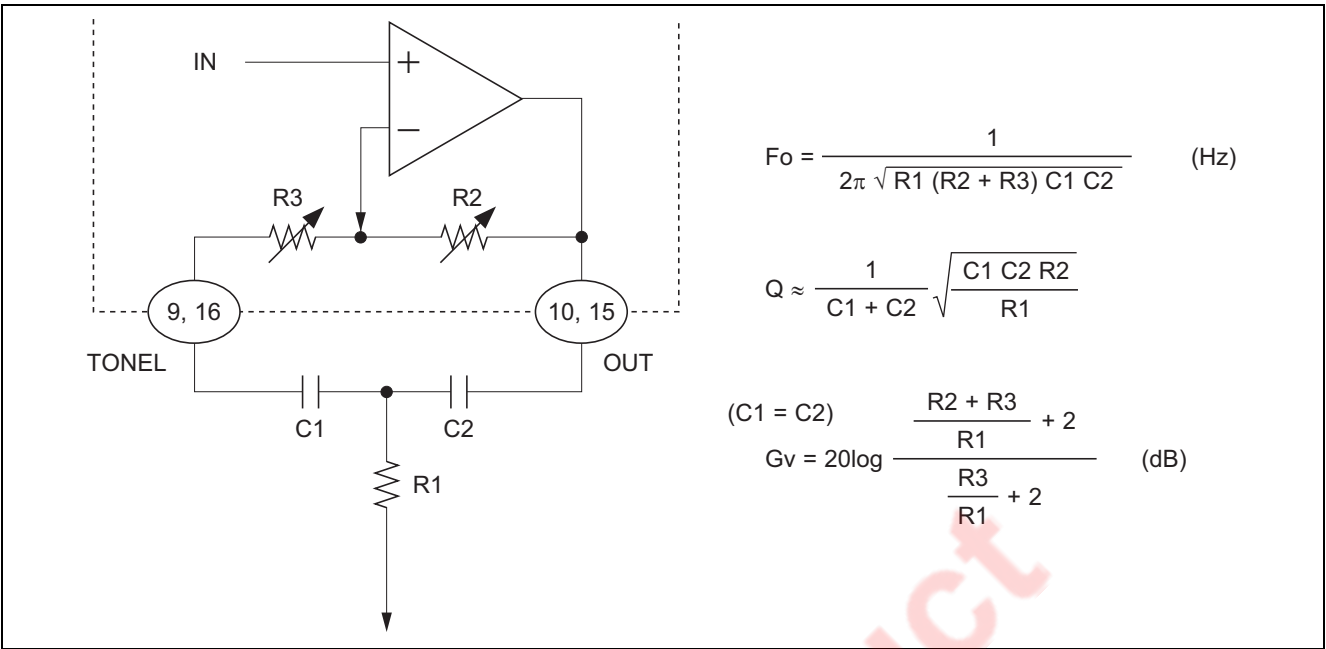 IN
+
−
R3
R2
9, 16
10, 15
TONEL
OUT
C1
C2
R1
Fo = 1 / 2π √ R1 (R2 + R3) C1 C2 (Hz)
Q ≈ 1 / C1 + C2 √ C1 C2 R2 / R1
(C1 = C2)
Gv = 20log R2 + R3 / R1 + 2 / R3 / R1 + 2 (dB)
uct